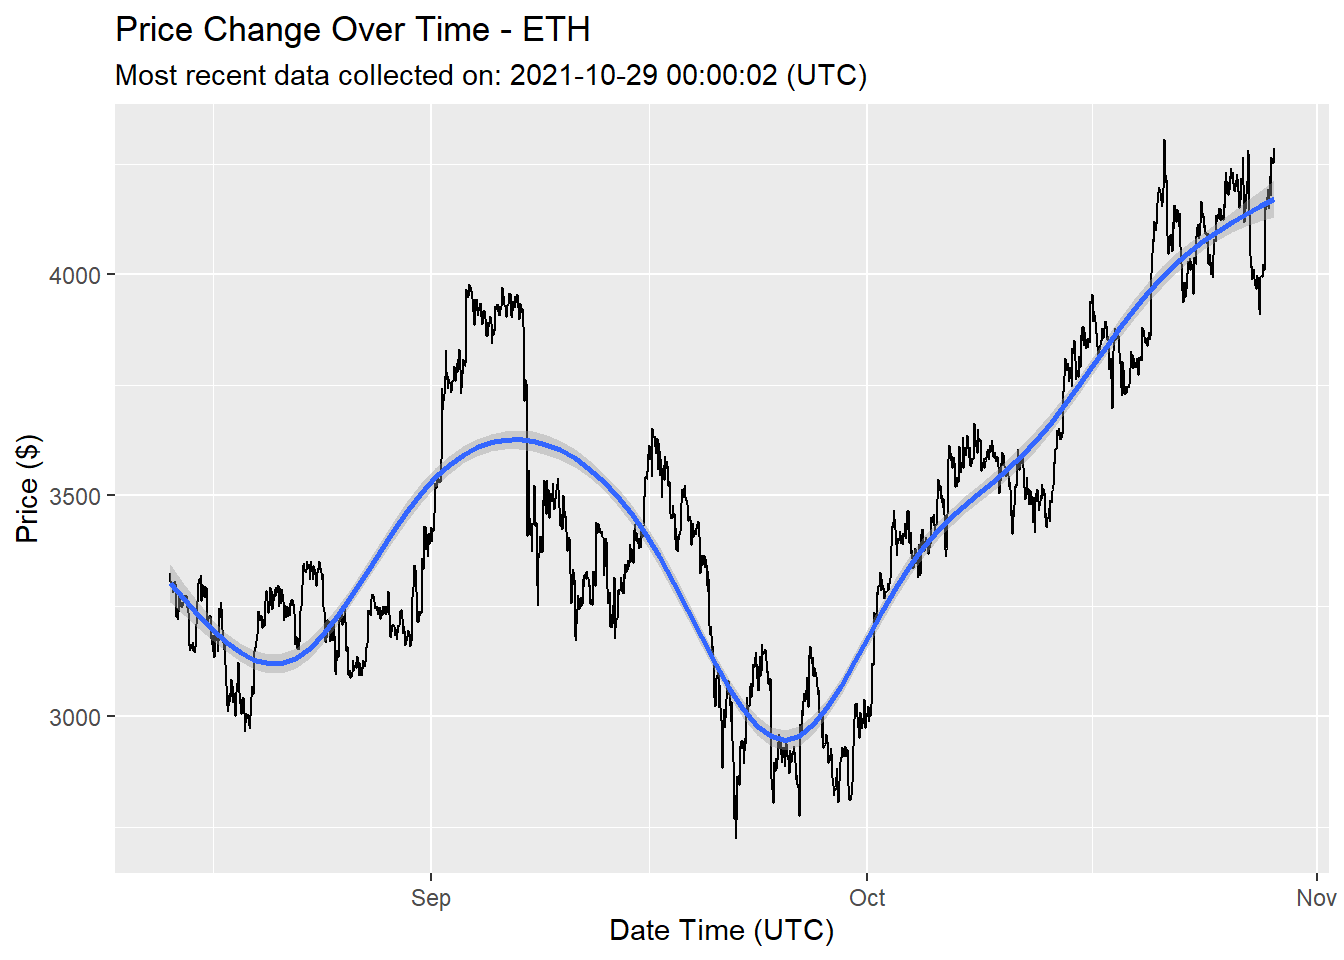 Price Change Over Time - ETH
Most recent data collected on: 2021-10-29 00:00:02 (UTC)
4000
3500
3000
Price ($)
Sep
Oct
Nov
Date Time (UTC)